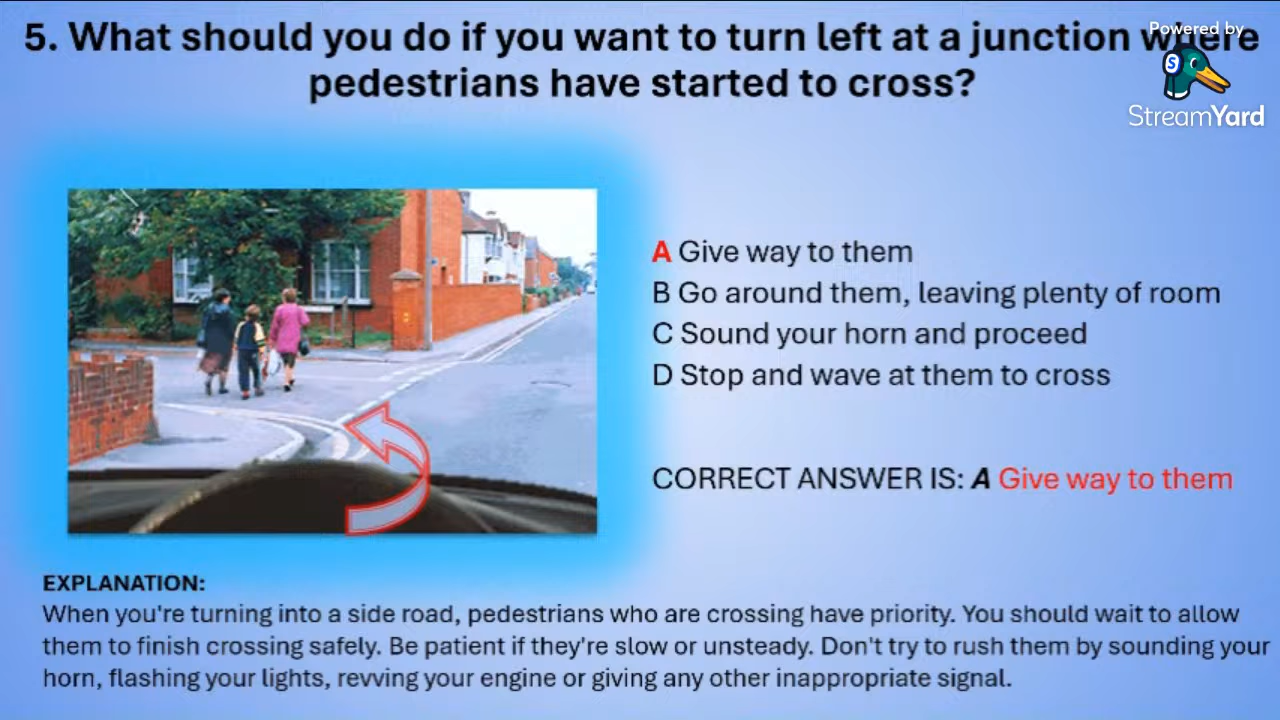 5. What should you do if you want to turn left at a junction where
pedestrians have started to cross?
Powered by
S
StreamYard
A Give way to them
B Go around them, leaving plenty of room
C Sound your horn and proceed
D Stop and wave at them to cross
CORRECT ANSWER IS: A Give way to them
EXPLANATION:
When you're turning into a side road, pedestrians who are crossing have priority. You should wait to allow
them to finish crossing safely. Be patient if they're slow or unsteady. Don't try to rush them by sounding your
horn, flashing your lights, revving your engine or giving any other inappropriate signal.